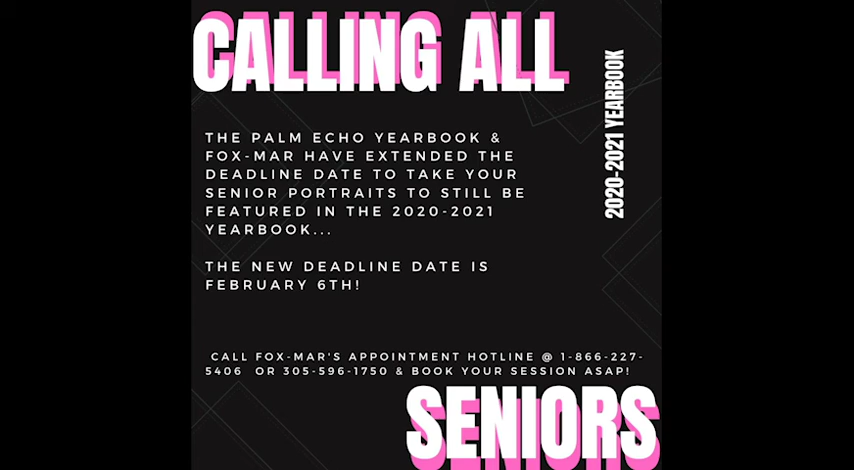 CALLING ALL
2020-2021 YEARBOOK
THE PALM ECHO YEARBOOK &
FOX-MAR HAVE EXTENDED THE
DEADLINE DATE TO TAKE YOUR
SENIOR PORTRAITS TO STILL BE
FEATURED IN THE 2020-2021
YEARBOOK...
THE NEW DEADLINE DATE IS
FEBRUARY 6TH!
CALL FOX-MAR'S APPOINTMENT HOTLINE @ 1-866-227-
5406 OR 305-596-1750 & BOOK YOUR SESSION ASAP!
SENIORS